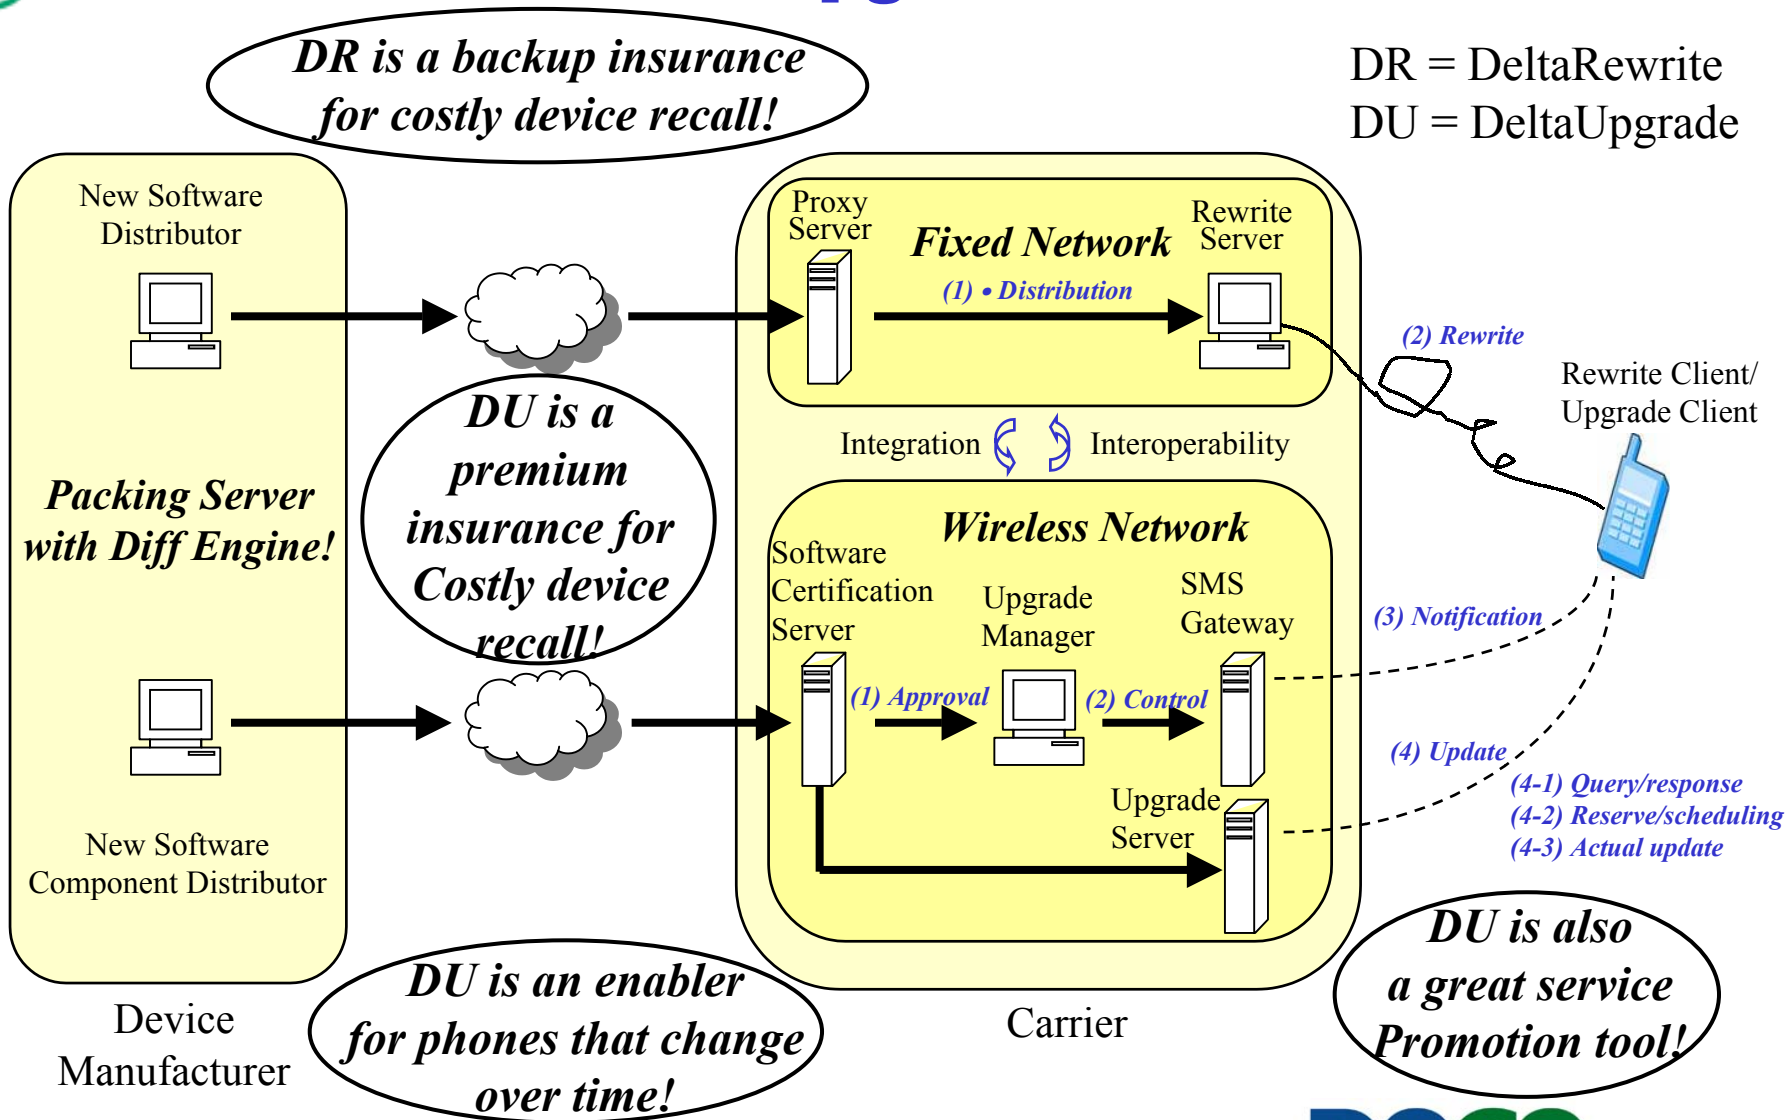 DR is a backup insurance
for costly device recall!
DR = DeltaRewrite
DU = DeltaUpgrade
New Software
Distributor
Packing Server
with Diff Engine!
New Software
Component Distributor
Device
Manufacturer
DU is a
premium
insurance for
Costly device
recall!
DU is an enabler
for phones that change
over time!
Proxy
Server
Fixed Network
Rewrite
Server
(1) • Distribution
Integration
Interoperability
Wireless Network
Software
Certification
Server
Upgrade
Manager
SMS
Gateway
(1) Approval
(2) Control
Upgrade
Server
Carrier
(2) Rewrite
Rewrite Client/
Upgrade Client
(3) Notification
(4) Update
(4-1) Query/response
(4-2) Reserve/scheduling
(4-3) Actual update
DU is also
a great service
Promotion tool!